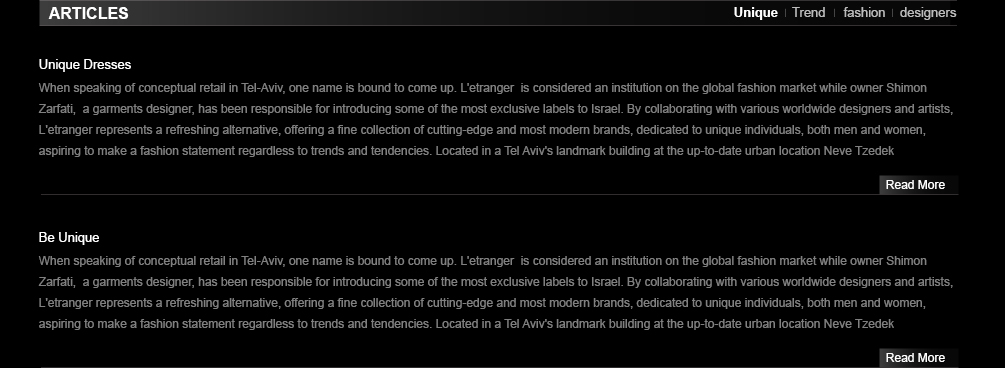 ARTICLES
Unique | Trend | fashion | designers
Unique Dresses
When speaking of conceptual retail in Tel-Aviv, one name is bound to come up. L'etranger  is considered an institution on the global fashion market while owner Shimon
Zarfati,  a garments designer, has been responsible for introducing some of the most exclusive labels to Israel. By collaborating with various worldwide designers and artists,
L'etranger represents a refreshing alternative, offering a fine collection of cutting-edge and most modern brands, dedicated to unique individuals, both men and women,
aspiring to make a fashion statement regardless to trends and tendencies. Located in a Tel Aviv's landmark building at the up-to-date urban location Neve Tzedek
Read More
Be Unique
When speaking of conceptual retail in Tel-Aviv, one name is bound to come up. L'etranger  is considered an institution on the global fashion market while owner Shimon
Zarfati,  a garments designer, has been responsible for introducing some of the most exclusive labels to Israel. By collaborating with various worldwide designers and artists,
L'etranger represents a refreshing alternative, offering a fine collection of cutting-edge and most modern brands, dedicated to unique individuals, both men and women,
aspiring to make a fashion statement regardless to trends and tendencies. Located in a Tel Aviv's landmark building at the up-to-date urban location Neve Tzedek
Read More